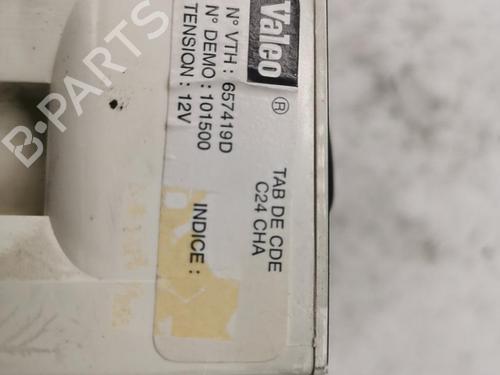 Valeo
®
N° VTH : 657419D
N° DEMO : 101500
TENSION : 12V
TAB DE CDE
C24 CHA
INDICE :
B-PARTS